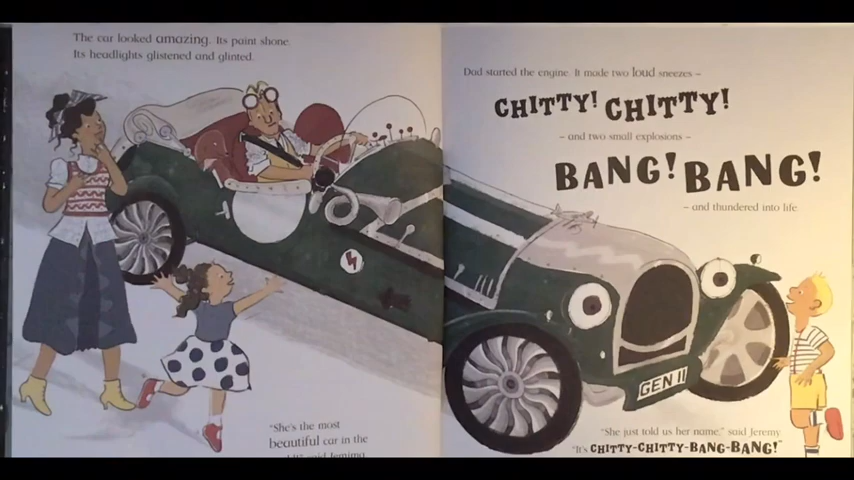 The car looked amazing. Its paint shone.
Its headlights glistened and glinted.
"She's the most
beautiful car in the
said Jemima.
Dad started the engine. It made two loud sneezes –
CHITTY! CHITTY!
– and two small explosions –
BANG! BANG!
– and thundered into life.
GEN 11
"She just told us her name," said Jeremy
"It's CHITTY-CHITTY-BANG-BANG!"